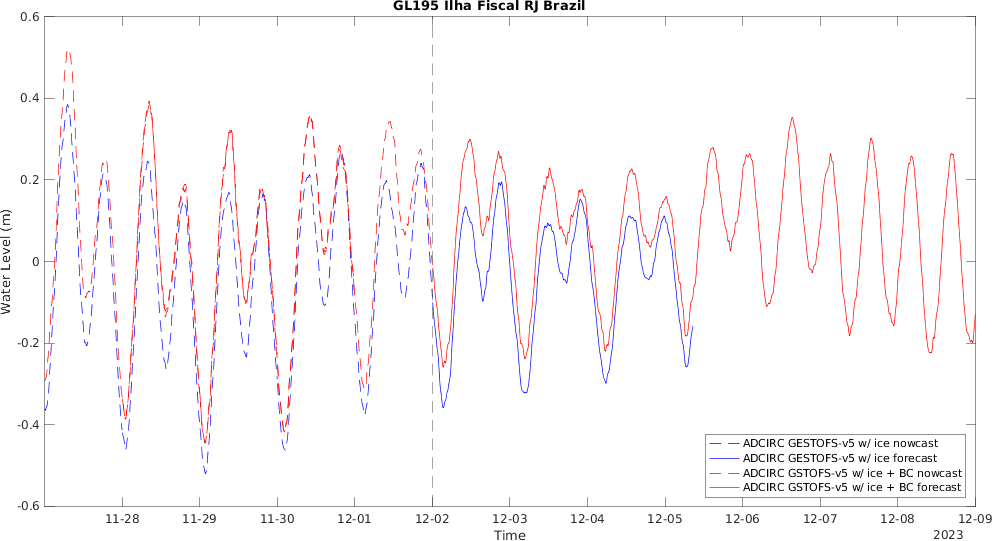 GL195 Ilha Fiscal RJ Brazil
0.6
0.4
0.2
0
-0.2
-0.4
-0.6
Water Level (m)
ADCIRC GESTOFS-v5 w/ ice nowcast
ADCIRC GESTOFS-v5 w/ ice forecast
ADCIRC GSTOFS-v5 w/ ice + BC nowcast
ADCIRC GSTOFS-v5 w/ ice + BC forecast
11-28 11-29 11-30 12-01 12-02 12-03 12-04 12-05 12-06 12-07 12-08 12-09
Time
2023